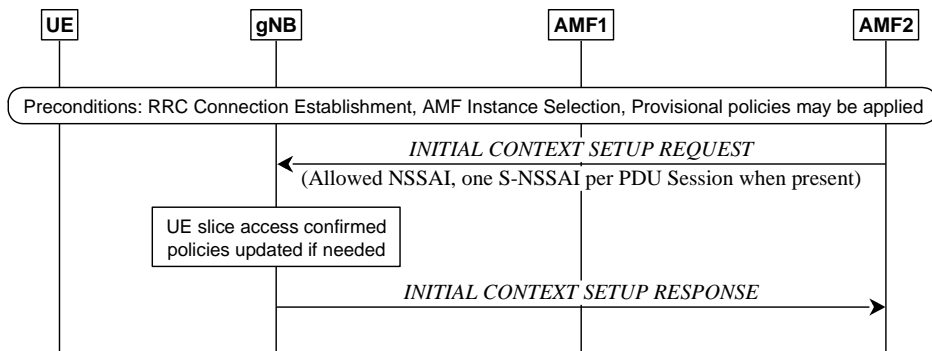 UE gNB AMF1 AMF2
Preconditions: RRC Connection Establishment, AMF Instance Selection, Provisional policies may be applied
INITIAL CONTEXT SETUP REQUEST
(Allowed NSSAI, one S-NSSAI per PDU Session when present)
UE slice access confirmed
policies updated if needed
INITIAL CONTEXT SETUP RESPONSE